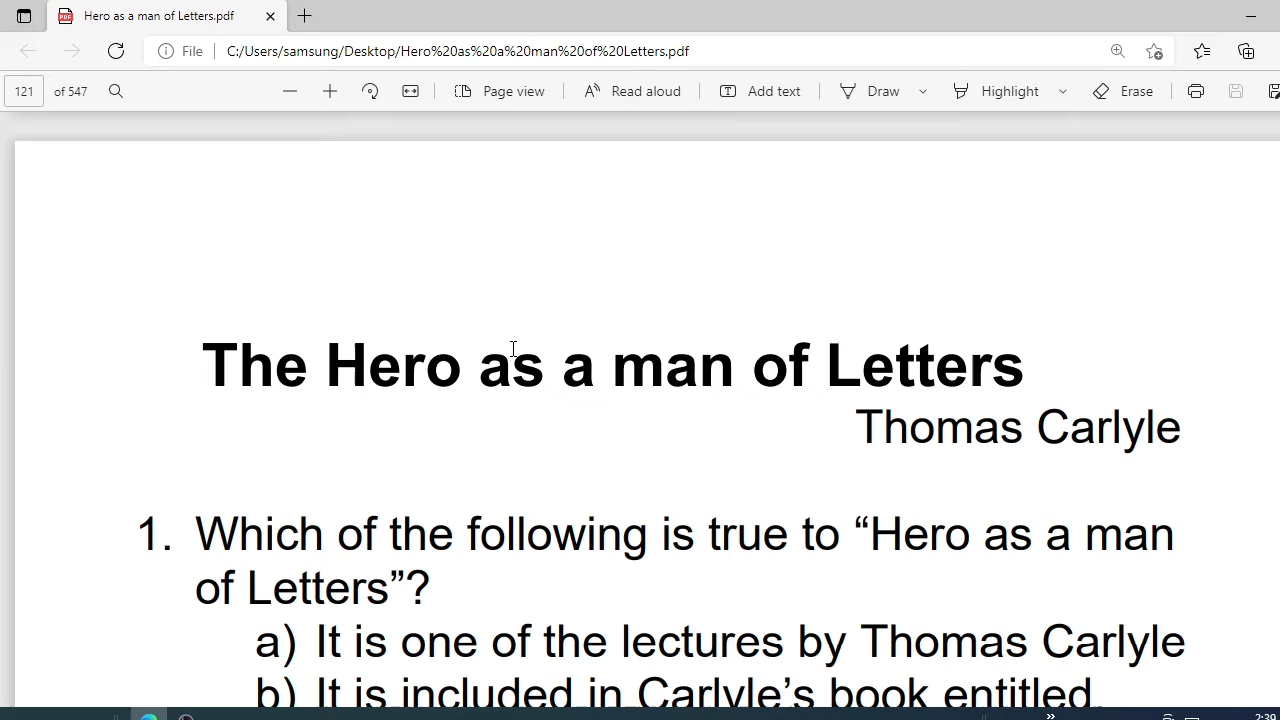 Hero as a man of Letters.pdf
File C:/Users/samsung/Desktop/Hero%20as%20a%20man%20of%20Letters.pdf
121 of 547 Page view Read aloud Add text Draw Highlight Erase
The Hero as a man of Letters
Thomas Carlyle
1. Which of the following is true to “Hero as a man
of Letters”?
a) It is one of the lectures by Thomas Carlyle
b) It is included in Carlyle’s book entitled